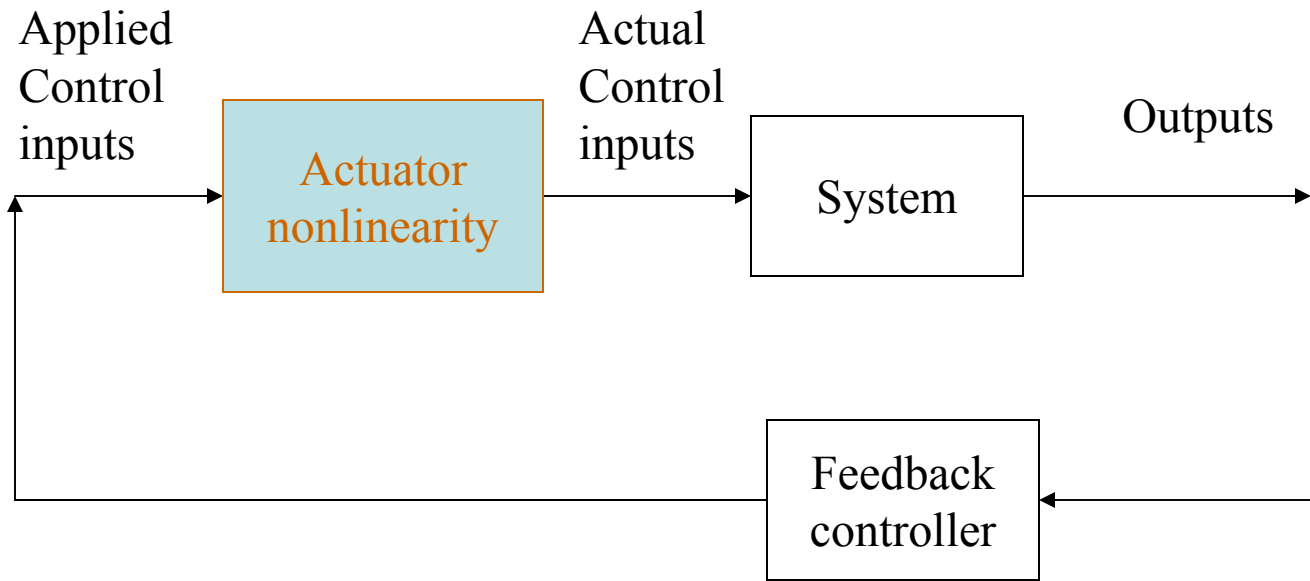 Applied
Control
inputs
Actuator
nonlinearity
Actual
Control
inputs
System
Outputs
Feedback
controller